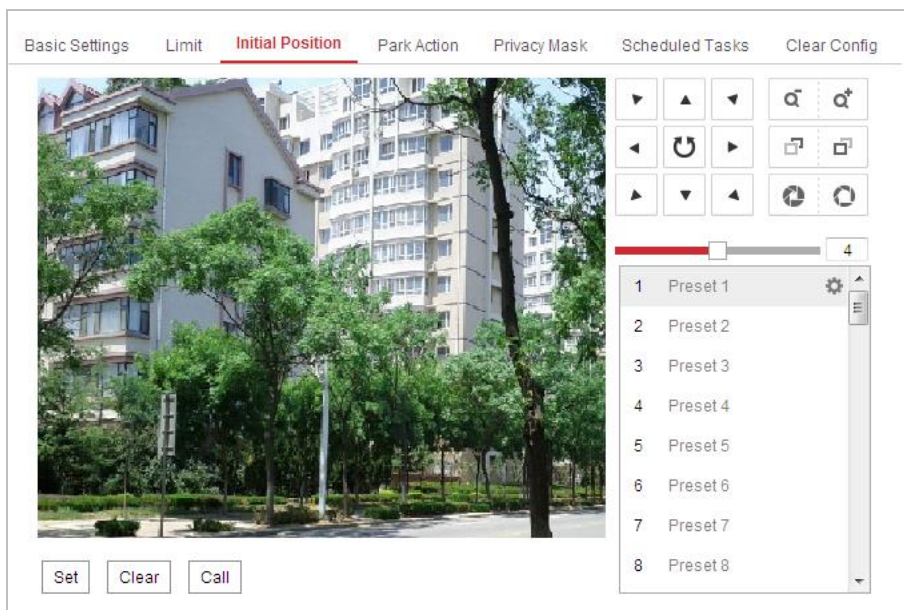 Basic Settings Limit Initial Position Park Action Privacy Mask Scheduled Tasks Clear Config
4
1 Preset 1
2 Preset 2
3 Preset 3
4 Preset 4
5 Preset 5
6 Preset 6
7 Preset 7
8 Preset 8
Set Clear Call